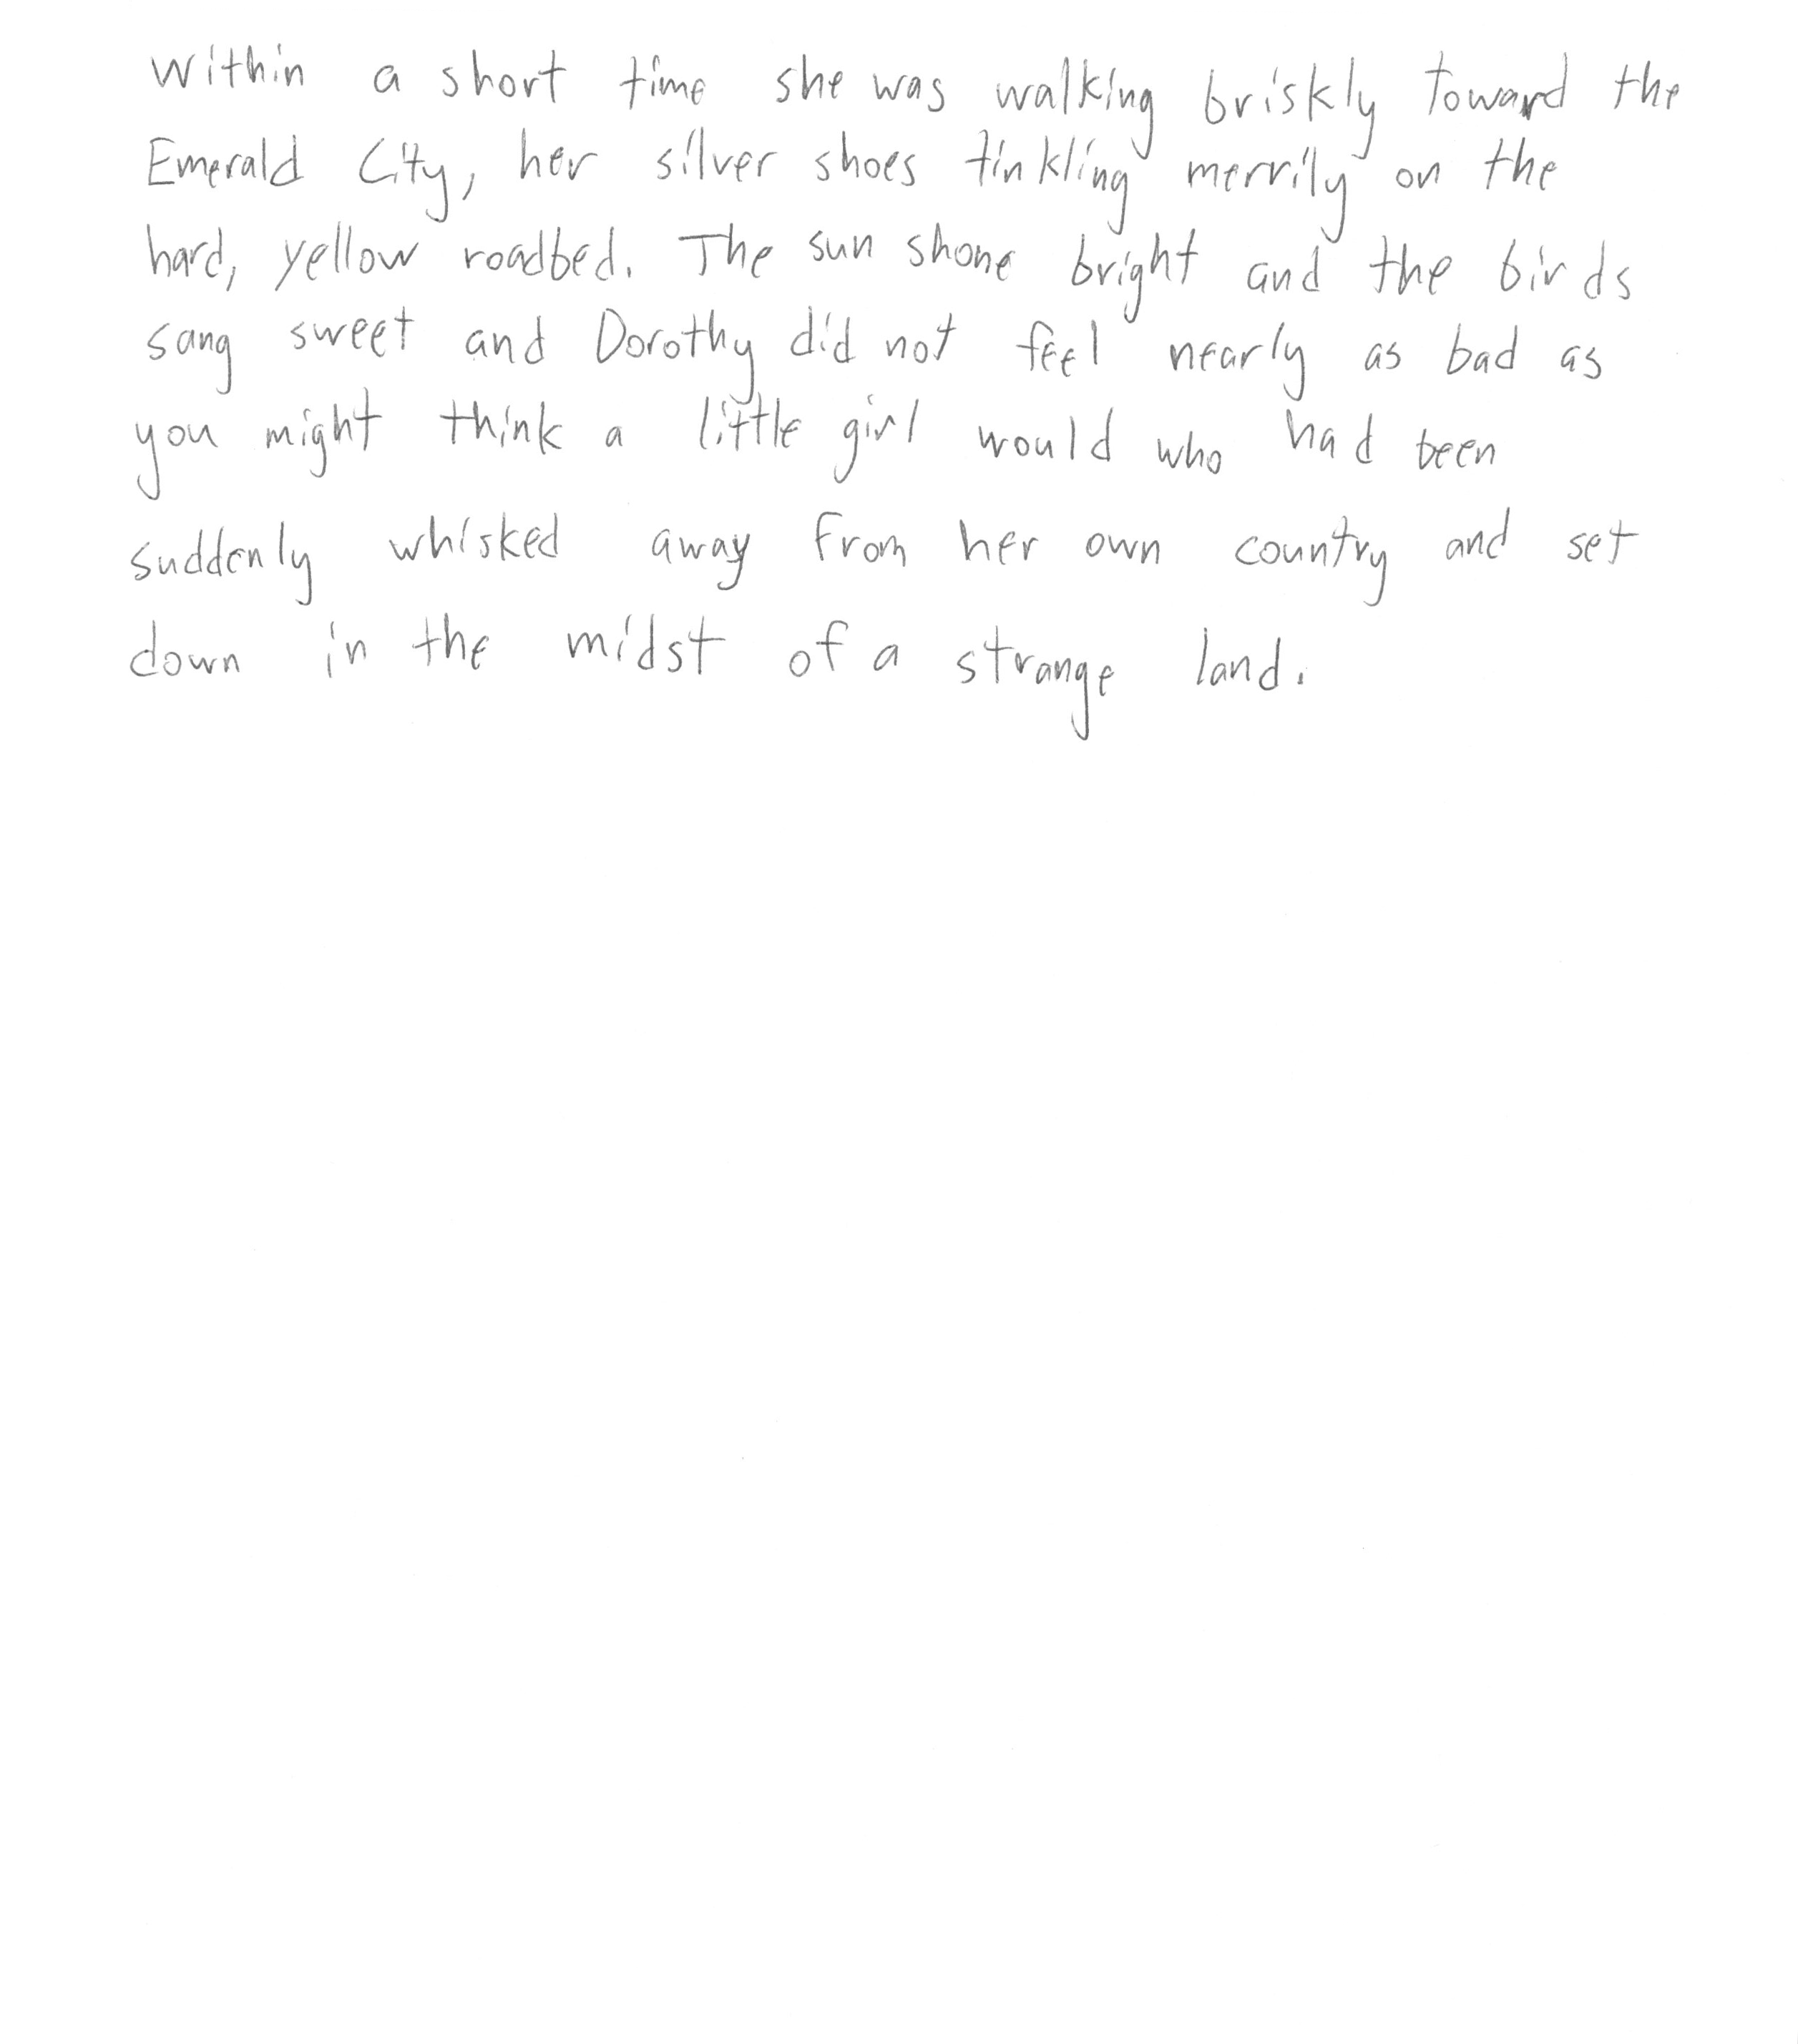 Within a short time she was walking briskly toward the
Emerald City, her silver shoes tinkling merrily on the
hard, yellow roadbed. The sun shone bright and the birds
sang sweet and Dorothy did not feel nearly as bad as
you might think a little girl would who had been
suddenly whisked away from her own country and set
down in the midst of a strange land.